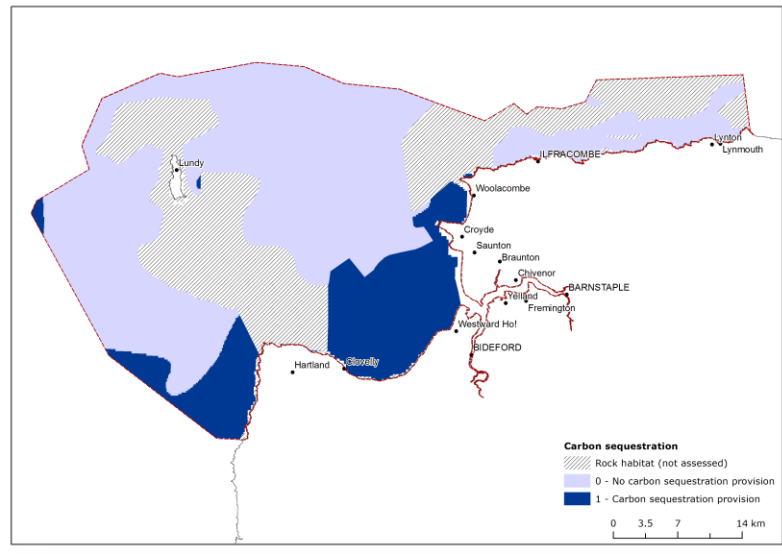 Lundy
Lynton
Lynmouth
ILFRACOMBE
Woolacombe
Croyde
Saunton
Braunton
Chivenor
BARNSTAPLE
Yelland
Fremington
Westward Ho!
BIDEFORD
Hartland
Clovelly
Carbon sequestration
Rock habitat (not assessed)
0 - No carbon sequestration provision
1 - Carbon sequestration provision
0 3.5 7 14 km